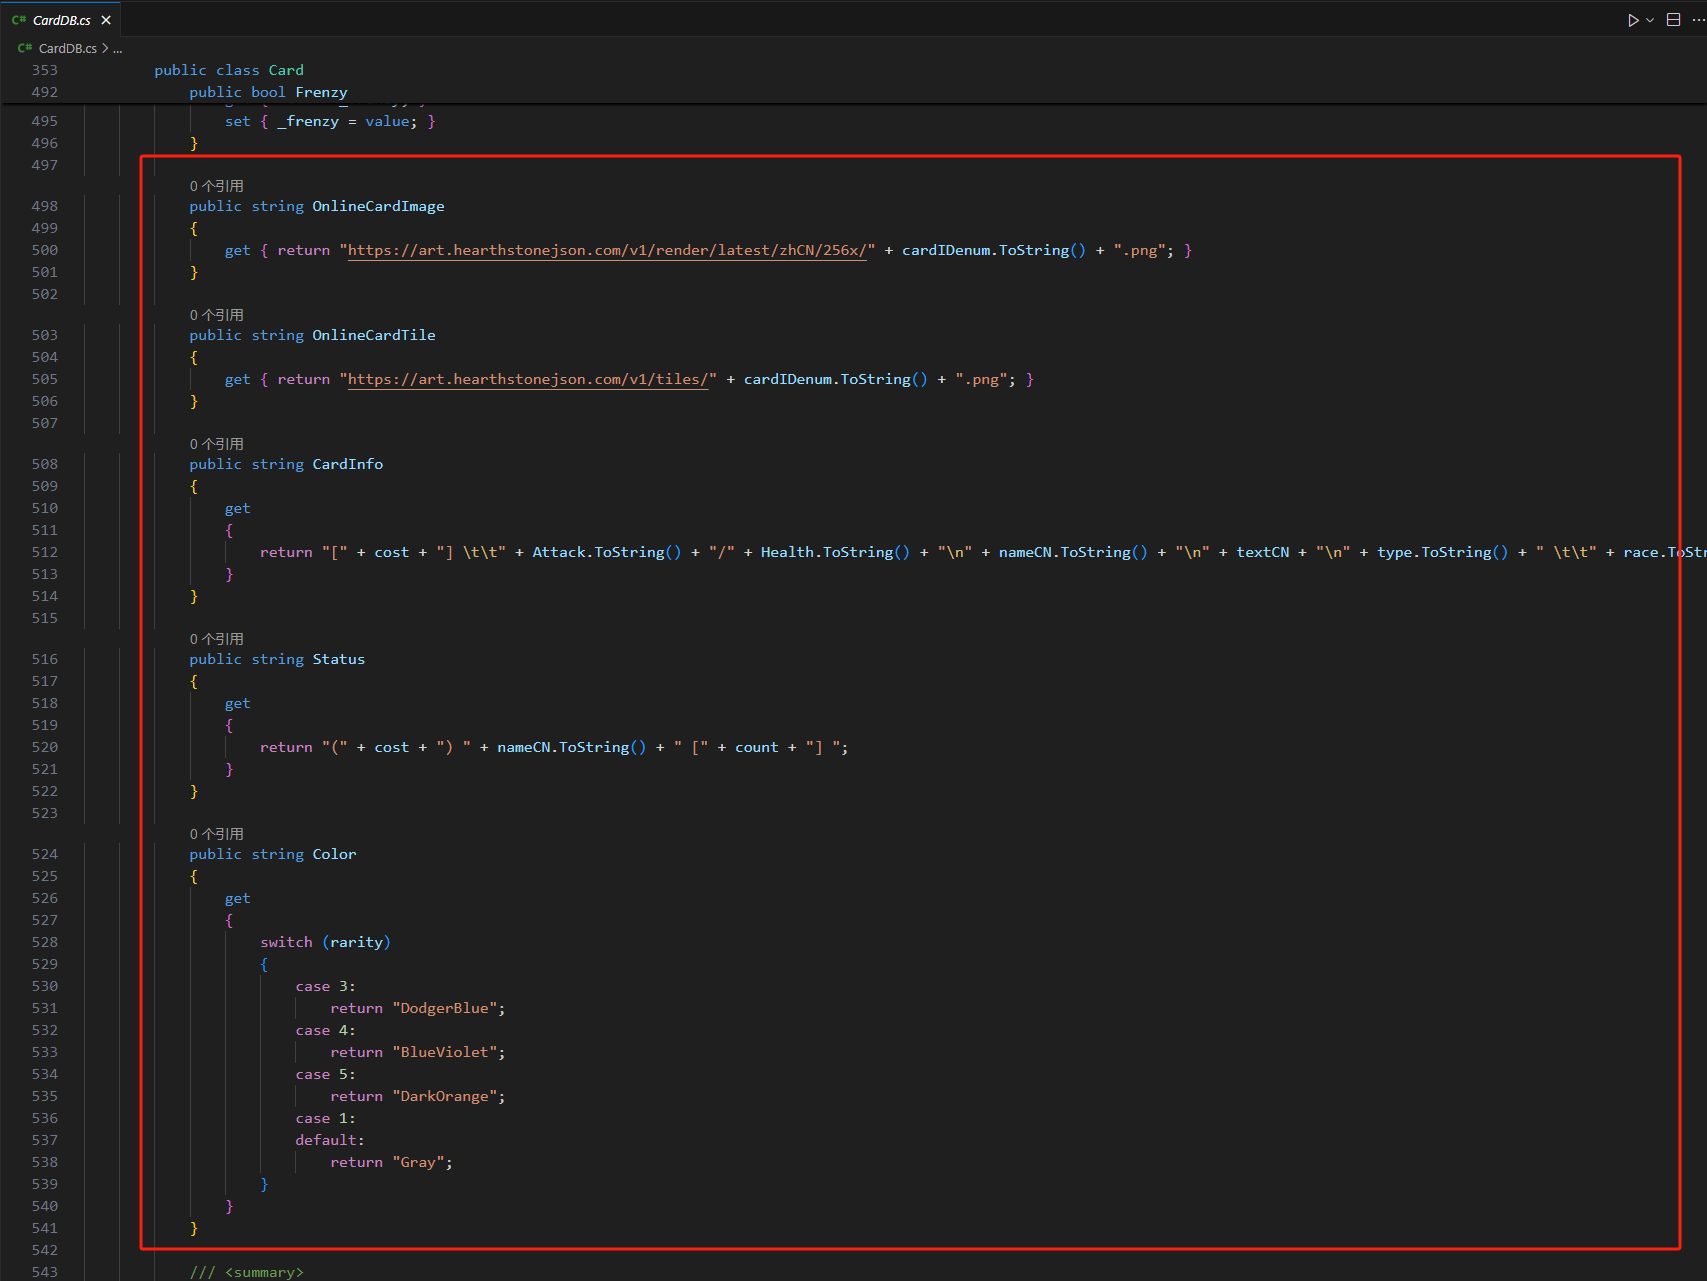 C# CardDB.cs ×
C# CardDB.cs > ...
353 public class Card
492 public bool Frenzy
495 set { _frenzy = value; }
496 }
497
0 个引用
498 public string OnlineCardImage
499 {
500 get { return "https://art.hearthstonejson.com/v1/render/latest/zhCN/256x/" + cardIDenum.ToString() + ".png"; }
501 }
502
0 个引用
503 public string OnlineCardTile
504 {
505 get { return "https://art.hearthstonejson.com/v1/tiles/" + cardIDenum.ToString() + ".png"; }
506 }
507
0 个引用
508 public string CardInfo
509 {
510 get
511 {
512 return "[" + cost + "] \t\t" + Attack.ToString() + "/" + Health.ToString() + "\n" + nameCN.ToString() + "\n" + textCN + "\n" + type.ToString() + " \t\t" + race.ToStr
513 }
514 }
515
0 个引用
516 public string Status
517 {
518 get
519 {
520 return "(" + cost + ") " + nameCN.ToString() + " [" + count + "] ";
521 }
522 }
523
0 个引用
524 public string Color
525 {
526 get
527 {
528 switch (rarity)
529 {
530 case 3:
531 return "DodgerBlue";
532 case 4:
533 return "BlueViolet";
534 case 5:
535 return "DarkOrange";
536 case 1:
537 default:
538 return "Gray";
539 }
540 }
541 }
542
543 /// <summary>